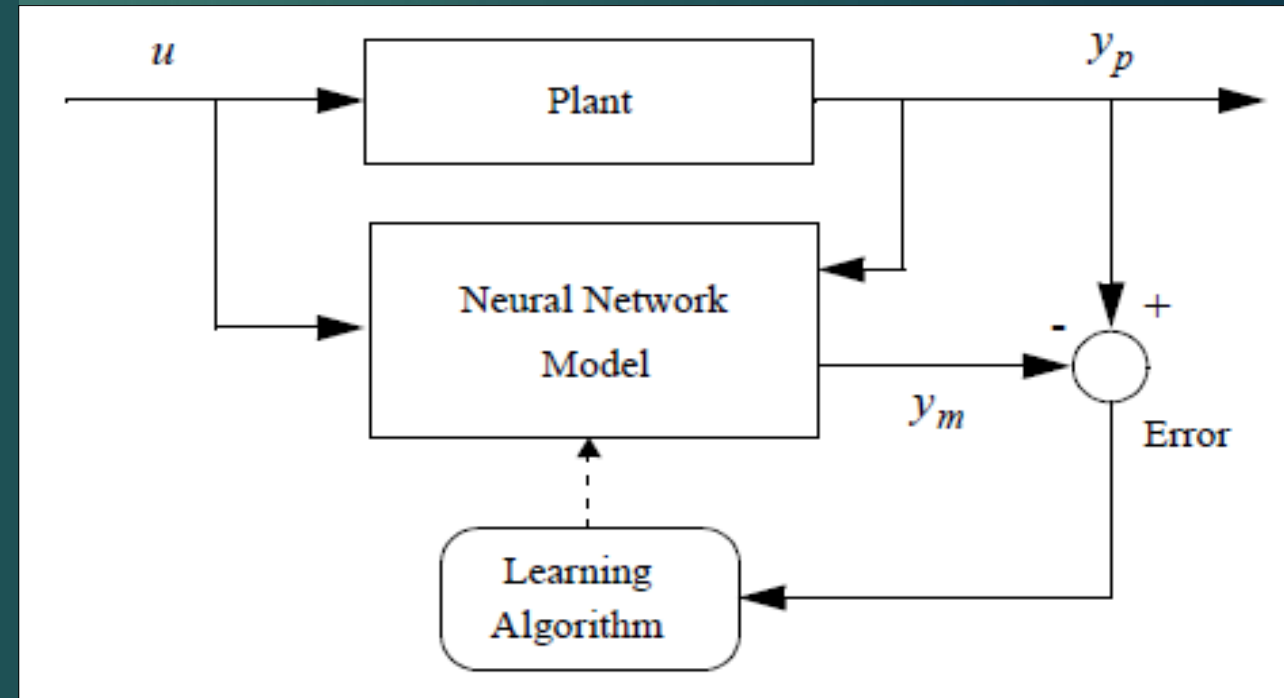 u
y_p
Plant
Neural Network
Model
+
-
y_m
Error
Learning
Algorithm